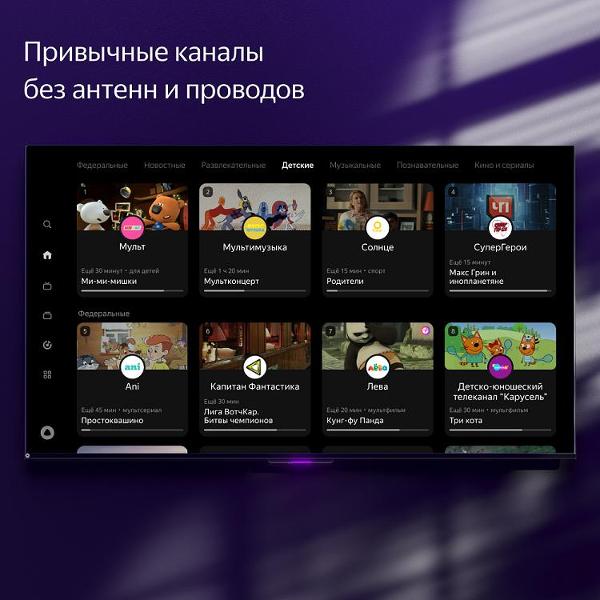 Привычные каналы
без антенн и проводов
Федеральные Новостные Развлекательные Детские Музыкальные Познавательные Кино и сериалы
2 3 4
Мульт Мультимузыка Солнце СуперГерои
Ещё 30 минут • для детей Ещё 1 ч 20 мин Ещё 15 мин • спорт Ещё 15 минут
Ми-ми-мишки Мультконцерт Родители Макс Грин и
инопланетяне
Федеральные
5 6 7 8
ani
Ani Капитан Фантастика Лева Детско-юношеский
телеканал "Карусель"
Ещё 45 мин • мультсериал Ещё 30 мин Ещё 20 мин • мультфильм Ещё 30 мин • мультфильм
Простоквашино Лига ВотчКар.
Битвы чемпионов Кунг-фу Панда Три кота